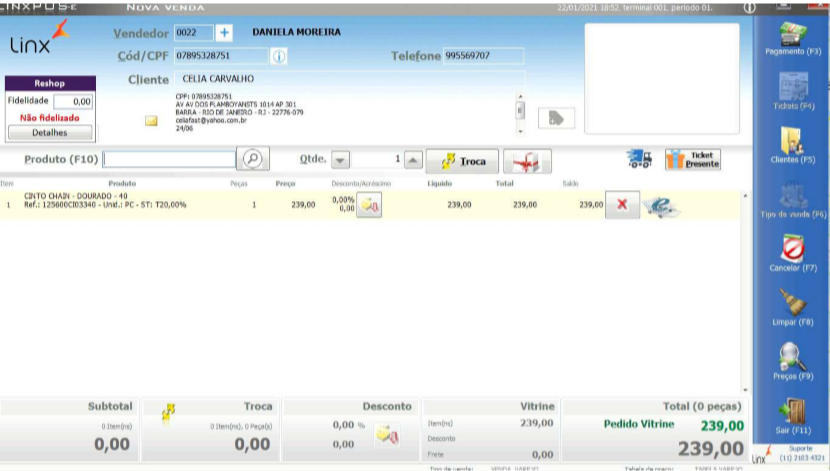 LINXPOS-E NOVA VENDA 22/01/2021 18:52, terminal 001, período 01.
Linx
Vendedor 0022 + DANIELA MOREIRA
Cód/CPF 07895328751 Telefone 995569707
Cliente CELIA CARVALHO
CPF: 07895328751
AV AV DOS FLAMBOYANSTS 1014 AP 301
BARRA - RIO DE JANEIRO - RJ - 22776-079
celiafast@yahoo.com.br
24/06
Reshop
Fidelidade 0,00
Não fidelizado
Detalhes
Produto (F10) Qtde. 1 Troca Ticket Presente
Item Produto Peças Preço Desconto/Acréscimo Líquido Total Saldo
1 CINTO CHAIN - DOURADO - 40 Ref.: 125600CI03340 - Unid.: PC - ST: T20,00% 1 239,00 0,00% 0,00 239,00 239,00 239,00
Pagamento (F3)
Tickets (F4)
Clientes (F5)
Tipo de venda (F6)
Cancelar (F7)
Limpar (F8)
Preços (F9)
Sair (F11)
Subtotal Troca Desconto Vitrine Total (0 peças)
0 Item(ns) 0 Item(ns), 0 Peça(s) 0,00 % Item(ns) 239,00 Pedido Vitrine 239,00
0,00 0,00 0,00 Desconto
Frete 0,00 239,00
Linx Suporte
(11) 2103-4321
Tipo de venda: VENDA VAREJO Tabela de preço: TABELA VAREJO